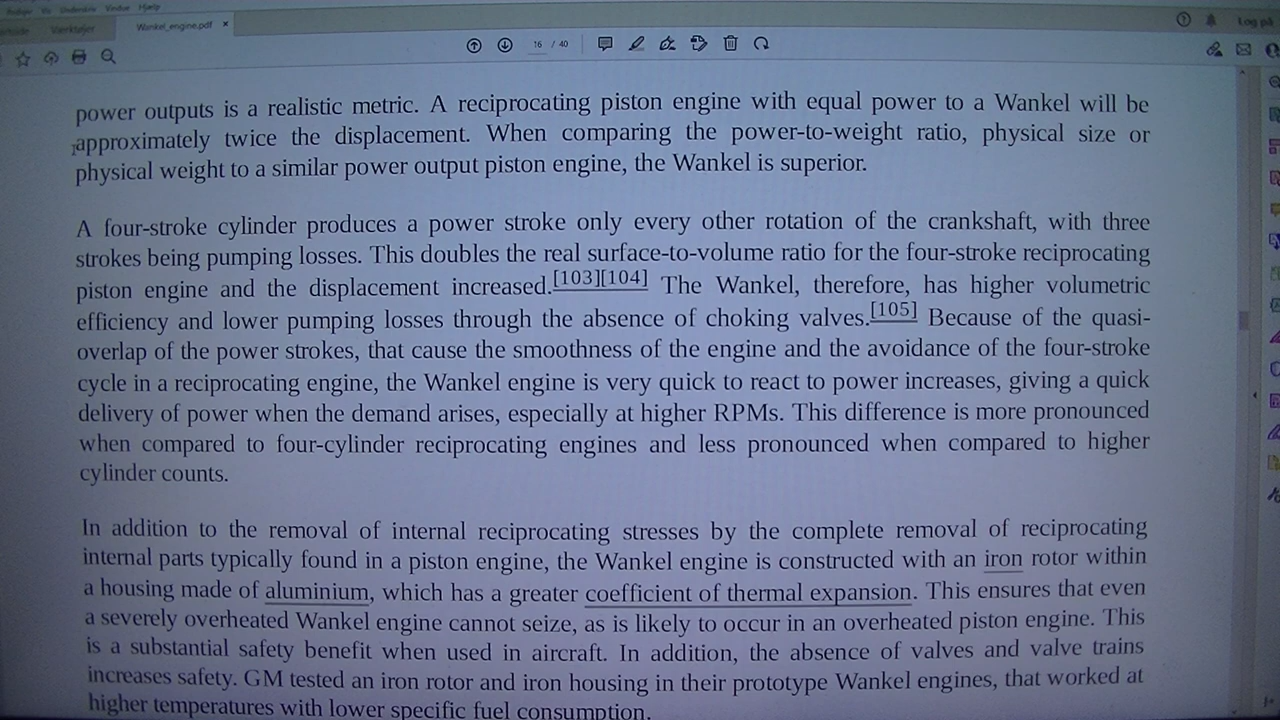 Vindue Hjælp
Værktøjer Wankel_engine.pdf × Log på
16 / 40
power outputs is a realistic metric. A reciprocating piston engine with equal power to a Wankel will be
approximately twice the displacement. When comparing the power-to-weight ratio, physical size or
physical weight to a similar power output piston engine, the Wankel is superior.
A four-stroke cylinder produces a power stroke only every other rotation of the crankshaft, with three
strokes being pumping losses. This doubles the real surface-to-volume ratio for the four-stroke reciprocating
piston engine and the displacement increased.[103][104] The Wankel, therefore, has higher volumetric
efficiency and lower pumping losses through the absence of choking valves.[105] Because of the quasi-
overlap of the power strokes, that cause the smoothness of the engine and the avoidance of the four-stroke
cycle in a reciprocating engine, the Wankel engine is very quick to react to power increases, giving a quick
delivery of power when the demand arises, especially at higher RPMs. This difference is more pronounced
when compared to four-cylinder reciprocating engines and less pronounced when compared to higher
cylinder counts.
In addition to the removal of internal reciprocating stresses by the complete removal of reciprocating
internal parts typically found in a piston engine, the Wankel engine is constructed with an iron rotor within
a housing made of aluminium, which has a greater coefficient of thermal expansion. This ensures that even
a severely overheated Wankel engine cannot seize, as is likely to occur in an overheated piston engine. This
is a substantial safety benefit when used in aircraft. In addition, the absence of valves and valve trains
increases safety. GM tested an iron rotor and iron housing in their prototype Wankel engines, that worked at
higher temperatures with lower specific fuel consumption.